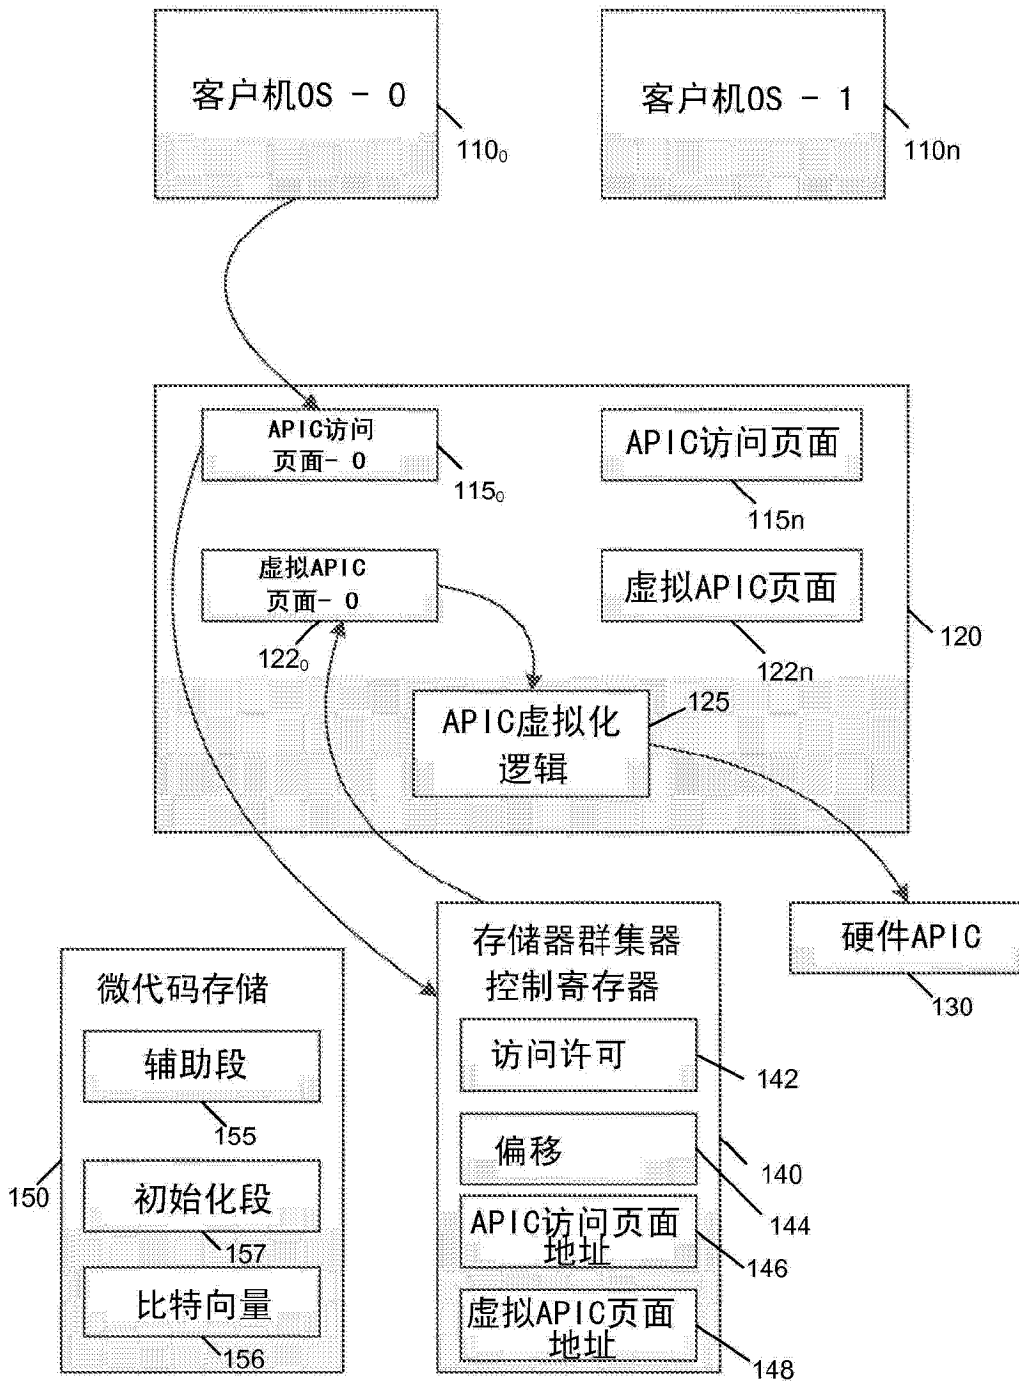 客户机OS - 0
110₀
客户机OS - 1
110n
APIC访问
页面- 0
115₀
APIC访问页面
115n
虚拟APIC
页面- 0
122₀
虚拟APIC页面
122n
120
APIC虚拟化
逻辑
125
硬件APIC
130
微代码存储
辅助段
155
初始化段
157
比特向量
156
150
存储器群集器
控制寄存器
访问许可
142
偏移
144
140
APIC访问页面
地址
146
虚拟APIC页面
地址
148